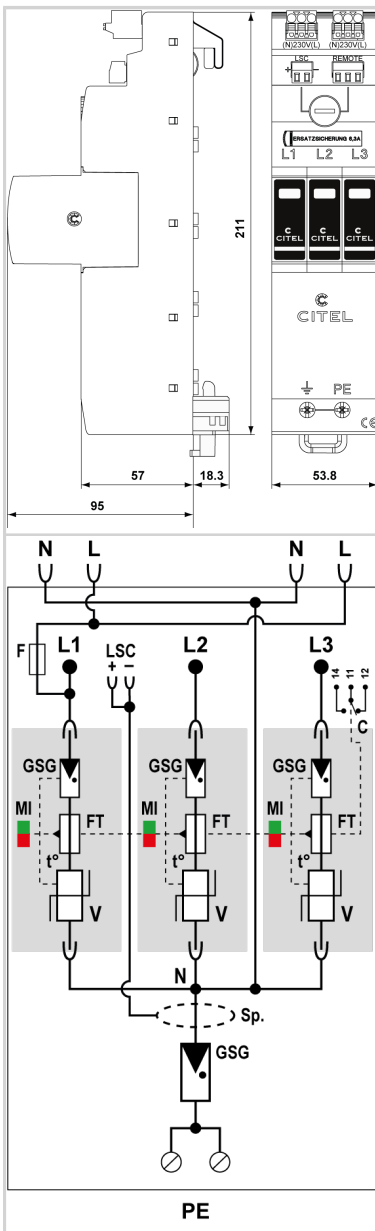 (N)230V(L) (N)230V(L)
LSC REMOTE
+ -
ERSATZSICHERUNG 6,3A
L1 L2 L3
C C C
CITEL CITEL CITEL
211
C
C
CITEL
PE
CE
57 18.3 53.8
95
N L N L
F L1 LSC L2 L3
+ -
14 11 12
C
GSG GSG GSG
MI FT MI FT MI FT
t° t° t°
V V V
N
Sp.
GSG
PE